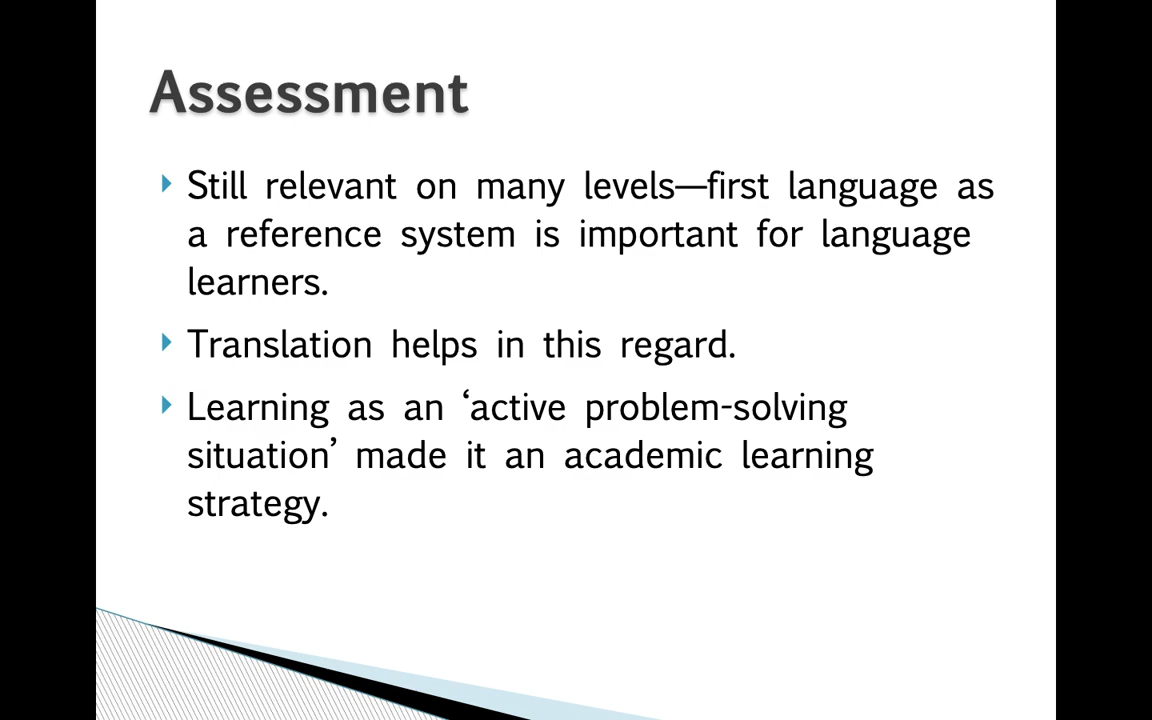 Assessment
Still relevant on many levels—first language as
a reference system is important for language
learners.
Translation helps in this regard.
Learning as an ‘active problem-solving
situation’ made it an academic learning
strategy.